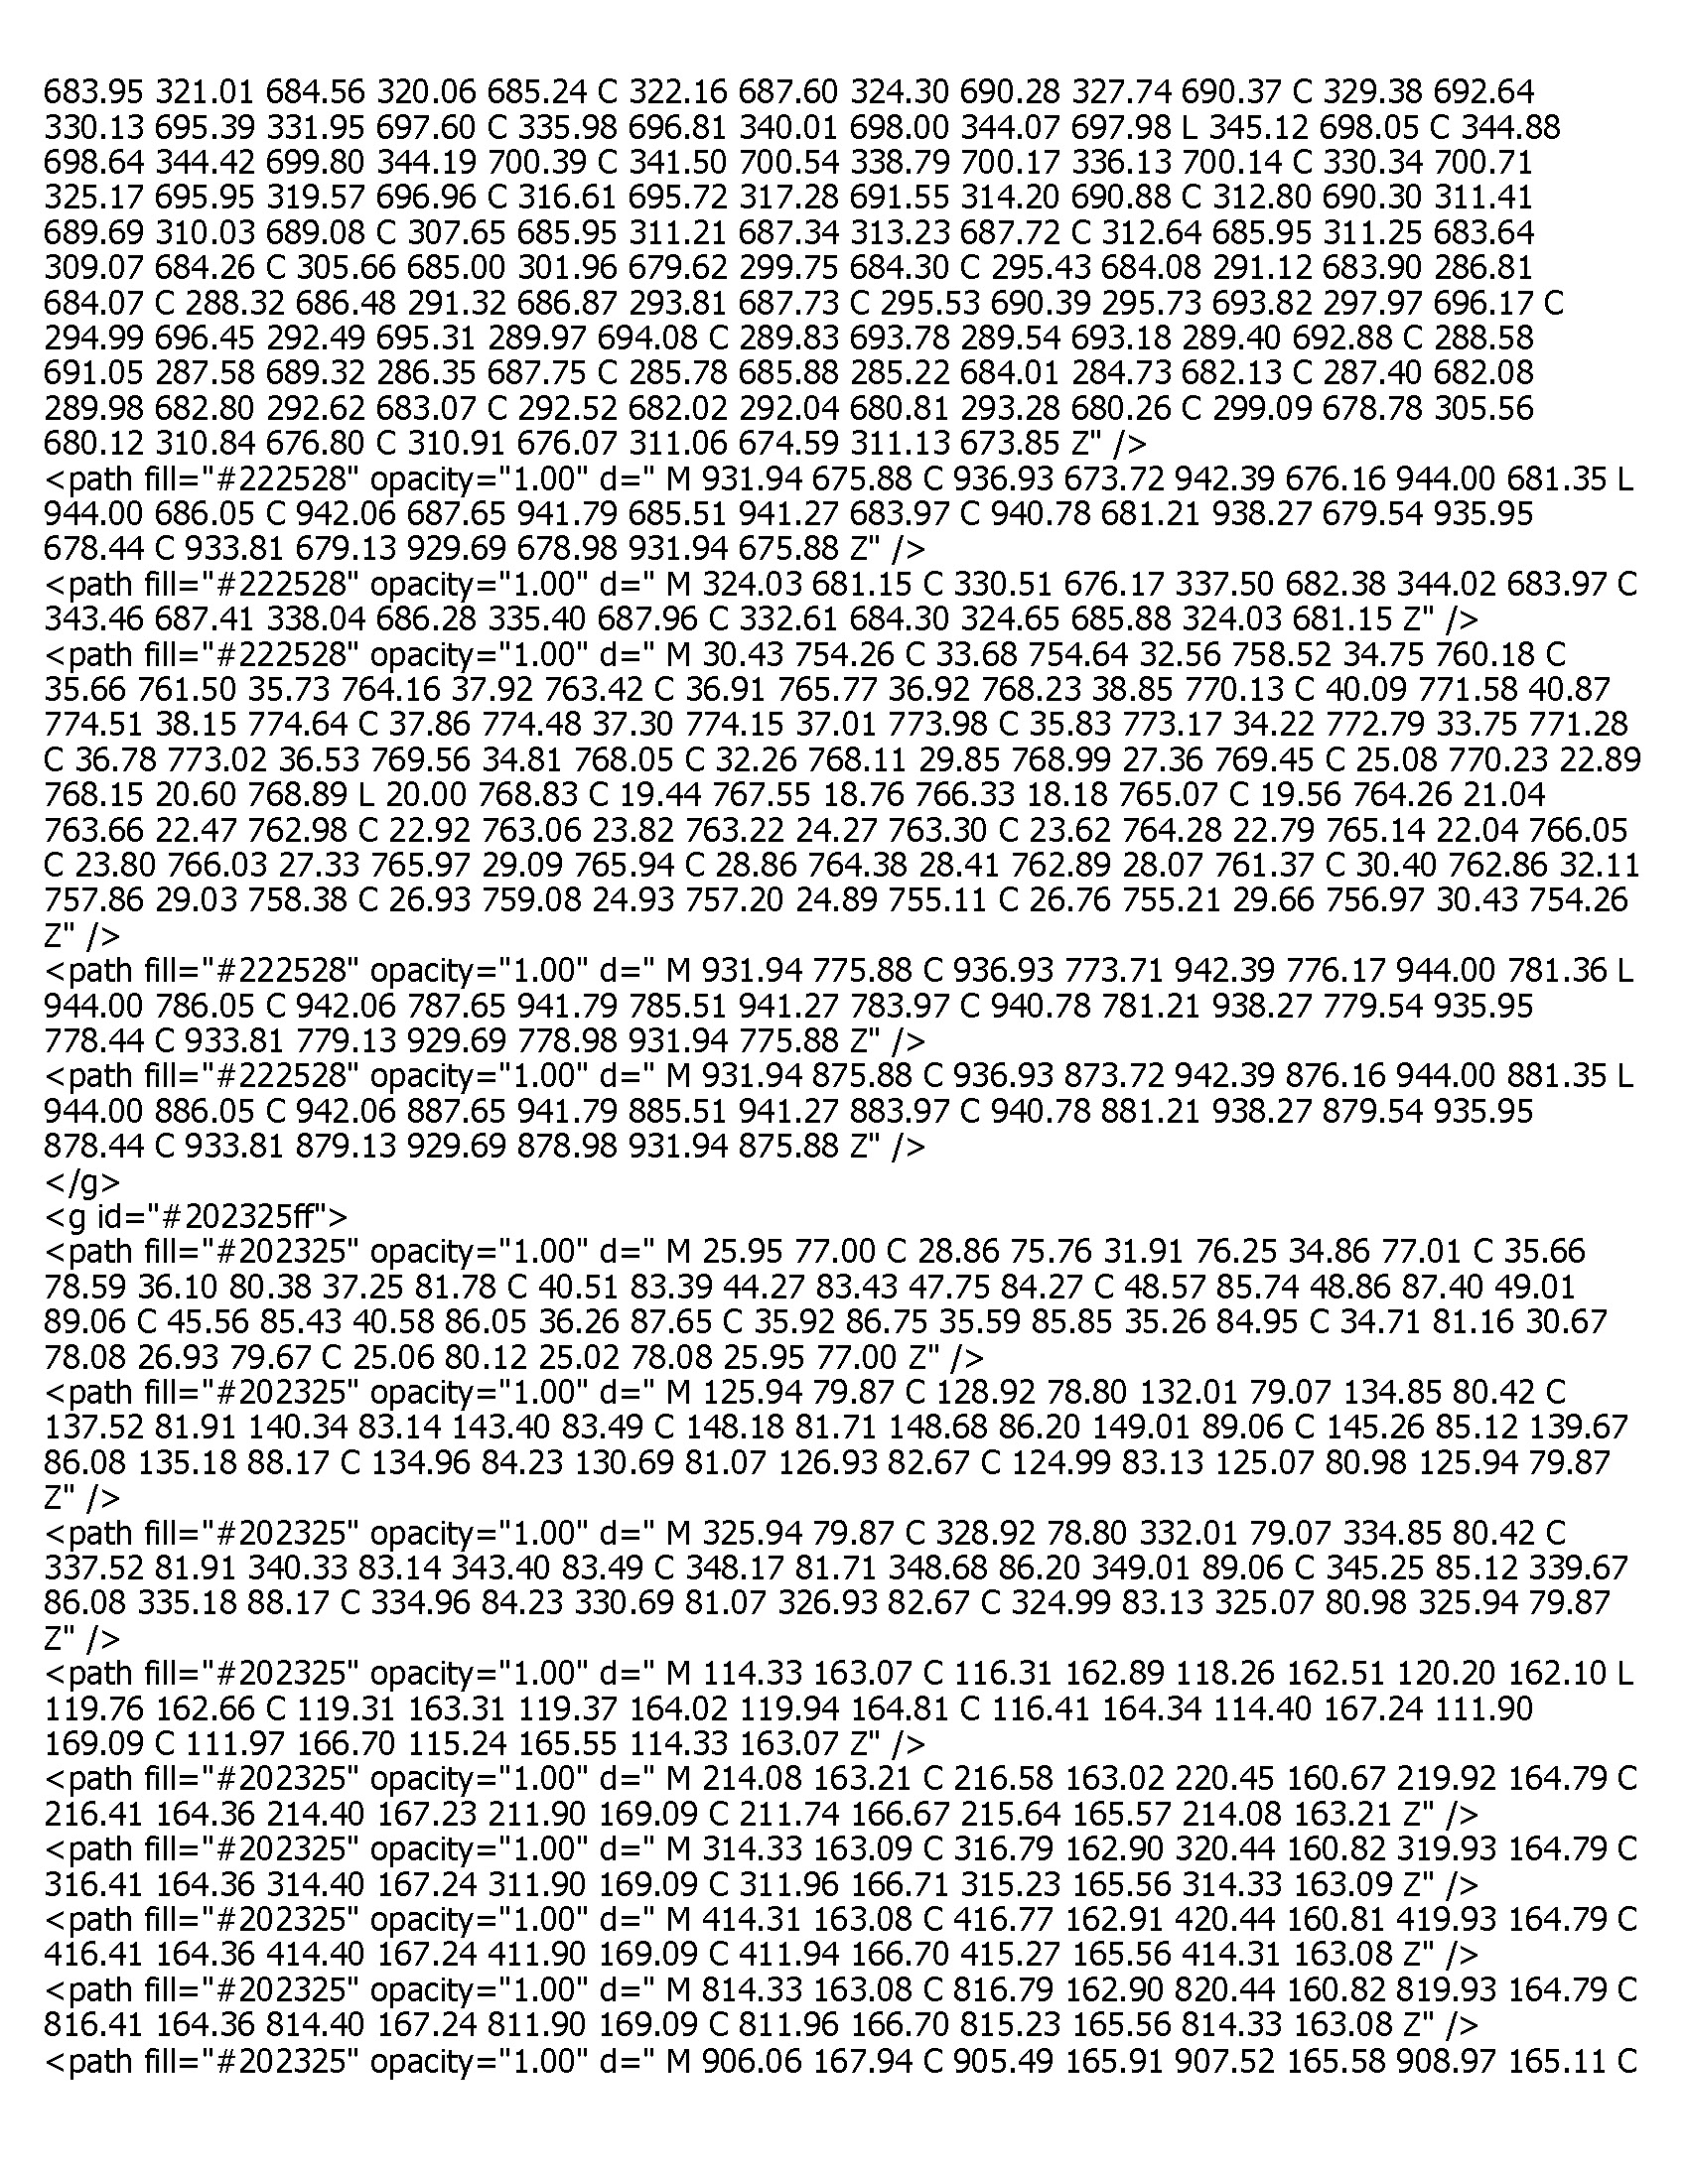 683.95 321.01 684.56 320.06 685.24 C 322.16 687.60 324.30 690.28 327.74 690.37 C 329.38 692.64
330.13 695.39 331.95 697.60 C 335.98 696.81 340.01 698.00 344.07 697.98 L 345.12 698.05 C 344.88
698.64 344.42 699.80 344.19 700.39 C 341.50 700.54 338.79 700.17 336.13 700.14 C 330.34 700.71
325.17 695.95 319.57 696.96 C 316.61 695.72 317.28 691.55 314.20 690.88 C 312.80 690.30 311.41
689.69 310.03 689.08 C 307.65 685.95 311.21 687.34 313.23 687.72 C 312.64 685.95 311.25 683.64
309.07 684.26 C 305.66 685.00 301.96 679.62 299.75 684.30 C 295.43 684.08 291.12 683.90 286.81
684.07 C 288.32 686.48 291.32 686.87 293.81 687.73 C 295.53 690.39 295.73 693.82 297.97 696.17 C
294.99 696.45 292.49 695.31 289.97 694.08 C 289.83 693.78 289.54 693.18 289.40 692.88 C 288.58
691.05 287.58 689.32 286.35 687.75 C 285.78 685.88 285.22 684.01 284.73 682.13 C 287.40 682.08
289.98 682.80 292.62 683.07 C 292.52 682.02 292.04 680.81 293.28 680.26 C 299.09 678.78 305.56
680.12 310.84 676.80 C 310.91 676.07 311.06 674.59 311.13 673.85 Z" />
<path fill="#222528" opacity="1.00" d=" M 931.94 675.88 C 936.93 673.72 942.39 676.16 944.00 681.35 L
944.00 686.05 C 942.06 687.65 941.79 685.51 941.27 683.97 C 940.78 681.21 938.27 679.54 935.95
678.44 C 933.81 679.13 929.69 678.98 931.94 675.88 Z" />
<path fill="#222528" opacity="1.00" d=" M 324.03 681.15 C 330.51 676.17 337.50 682.38 344.02 683.97 C
343.46 687.41 338.04 686.28 335.40 687.96 C 332.61 684.30 324.65 685.88 324.03 681.15 Z" />
<path fill="#222528" opacity="1.00" d=" M 30.43 754.26 C 33.68 754.64 32.56 758.52 34.75 760.18 C
35.66 761.50 35.73 764.16 37.92 763.42 C 36.91 765.77 36.92 768.23 38.85 770.13 C 40.09 771.58 40.87
774.51 38.15 774.64 C 37.86 774.48 37.30 774.15 37.01 773.98 C 35.83 773.17 34.22 772.79 33.75 771.28
C 36.78 773.02 36.53 769.56 34.81 768.05 C 32.26 768.11 29.85 768.99 27.36 769.45 C 25.08 770.23 22.89
768.15 20.60 768.89 L 20.00 768.83 C 19.44 767.55 18.76 766.33 18.18 765.07 C 19.56 764.26 21.04
763.66 22.47 762.98 C 22.92 763.06 23.82 763.22 24.27 763.30 C 23.62 764.28 22.79 765.14 22.04 766.05
C 23.80 766.03 27.33 765.97 29.09 765.94 C 28.86 764.38 28.41 762.89 28.07 761.37 C 30.40 762.86 32.11
757.86 29.03 758.38 C 26.93 759.08 24.93 757.20 24.89 755.11 C 26.76 755.21 29.66 756.97 30.43 754.26
Z" />
<path fill="#222528" opacity="1.00" d=" M 931.94 775.88 C 936.93 773.71 942.39 776.17 944.00 781.36 L
944.00 786.05 C 942.06 787.65 941.79 785.51 941.27 783.97 C 940.78 781.21 938.27 779.54 935.95
778.44 C 933.81 779.13 929.69 778.98 931.94 775.88 Z" />
<path fill="#222528" opacity="1.00" d=" M 931.94 875.88 C 936.93 873.72 942.39 876.16 944.00 881.35 L
944.00 886.05 C 942.06 887.65 941.79 885.51 941.27 883.97 C 940.78 881.21 938.27 879.54 935.95
878.44 C 933.81 879.13 929.69 878.98 931.94 875.88 Z" />
</g>
<g id="#202325ff">
<path fill="#202325" opacity="1.00" d=" M 25.95 77.00 C 28.86 75.76 31.91 76.25 34.86 77.01 C 35.66
78.59 36.10 80.38 37.25 81.78 C 40.51 83.39 44.27 83.43 47.75 84.27 C 48.57 85.74 48.86 87.40 49.01
89.06 C 45.56 85.43 40.58 86.05 36.26 87.65 C 35.92 86.75 35.59 85.85 35.26 84.95 C 34.71 81.16 30.67
78.08 26.93 79.67 C 25.06 80.12 25.02 78.08 25.95 77.00 Z" />
<path fill="#202325" opacity="1.00" d=" M 125.94 79.87 C 128.92 78.80 132.01 79.07 134.85 80.42 C
137.52 81.91 140.34 83.14 143.40 83.49 C 148.18 81.71 148.68 86.20 149.01 89.06 C 145.26 85.12 139.67
86.08 135.18 88.17 C 134.96 84.23 130.69 81.07 126.93 82.67 C 124.99 83.13 125.07 80.98 125.94 79.87
Z" />
<path fill="#202325" opacity="1.00" d=" M 325.94 79.87 C 328.92 78.80 332.01 79.07 334.85 80.42 C
337.52 81.91 340.33 83.14 343.40 83.49 C 348.17 81.71 348.68 86.20 349.01 89.06 C 345.25 85.12 339.67
86.08 335.18 88.17 C 334.96 84.23 330.69 81.07 326.93 82.67 C 324.99 83.13 325.07 80.98 325.94 79.87
Z" />
<path fill="#202325" opacity="1.00" d=" M 114.33 163.07 C 116.31 162.89 118.26 162.51 120.20 162.10 L
119.76 162.66 C 119.31 163.31 119.37 164.02 119.94 164.81 C 116.41 164.34 114.40 167.24 111.90
169.09 C 111.97 166.70 115.24 165.55 114.33 163.07 Z" />
<path fill="#202325" opacity="1.00" d=" M 214.08 163.21 C 216.58 163.02 220.45 160.67 219.92 164.79 C
216.41 164.36 214.40 167.23 211.90 169.09 C 211.74 166.67 215.64 165.57 214.08 163.21 Z" />
<path fill="#202325" opacity="1.00" d=" M 314.33 163.09 C 316.79 162.90 320.44 160.82 319.93 164.79 C
316.41 164.36 314.40 167.24 311.90 169.09 C 311.96 166.71 315.23 165.56 314.33 163.09 Z" />
<path fill="#202325" opacity="1.00" d=" M 414.31 163.08 C 416.77 162.91 420.44 160.81 419.93 164.79 C
416.41 164.36 414.40 167.24 411.90 169.09 C 411.94 166.70 415.27 165.56 414.31 163.08 Z" />
<path fill="#202325" opacity="1.00" d=" M 814.33 163.08 C 816.79 162.90 820.44 160.82 819.93 164.79 C
816.41 164.36 814.40 167.24 811.90 169.09 C 811.96 166.70 815.23 165.56 814.33 163.08 Z" />
<path fill="#202325" opacity="1.00" d=" M 906.06 167.94 C 905.49 165.91 907.52 165.58 908.97 165.11 C